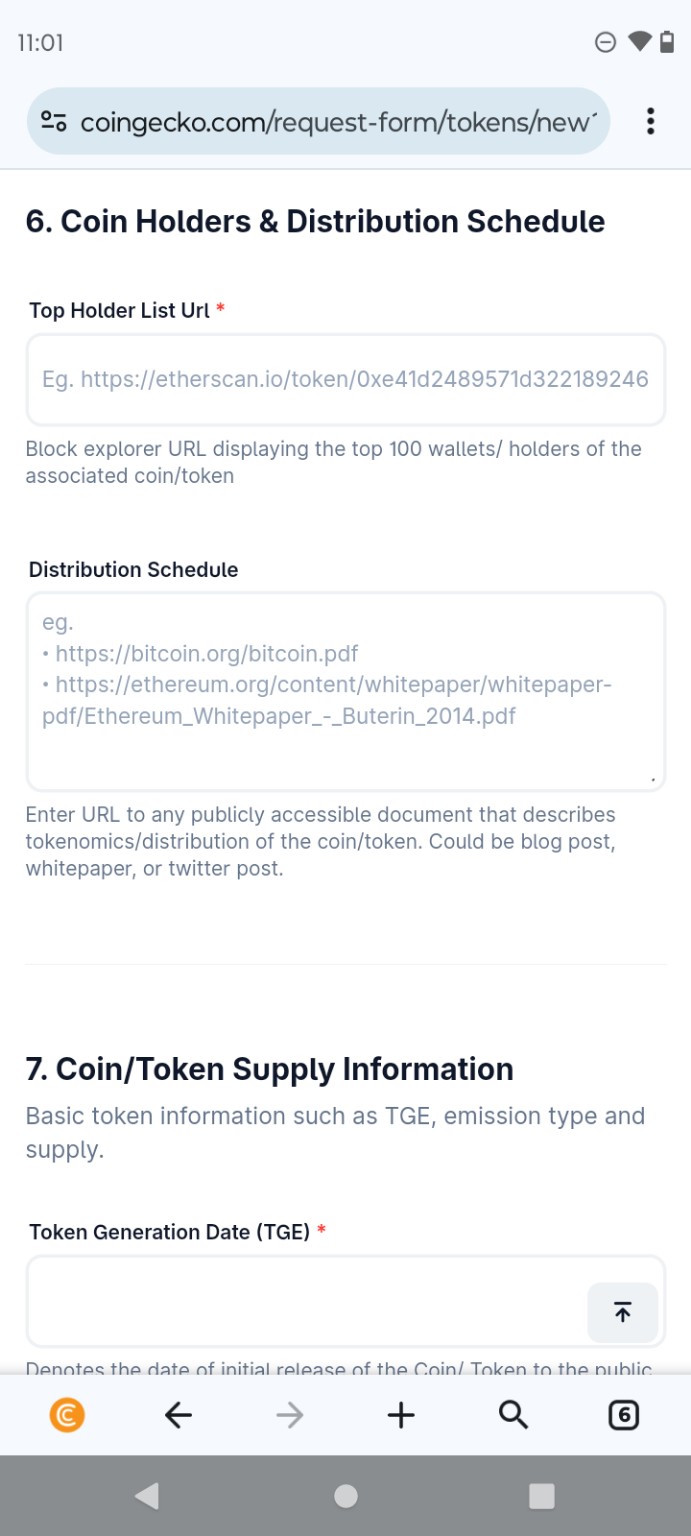 11:01
coingecko.com/request-form/tokens/new
6. Coin Holders & Distribution Schedule
Top Holder List Url *
Eg. https://etherscan.io/token/0xe41d2489571d322189246
Block explorer URL displaying the top 100 wallets/ holders of the
associated coin/token
Distribution Schedule
eg.
• https://bitcoin.org/bitcoin.pdf
• https://ethereum.org/content/whitepaper/whitepaper-
pdf/Ethereum_Whitepaper_-_Buterin_2014.pdf
Enter URL to any publicly accessible document that describes
tokenomics/distribution of the coin/token. Could be blog post,
whitepaper, or twitter post.
7. Coin/Token Supply Information
Basic token information such as TGE, emission type and
supply.
Token Generation Date (TGE) *
Denotes the date of initial release of the Coin/ Token to the public
6